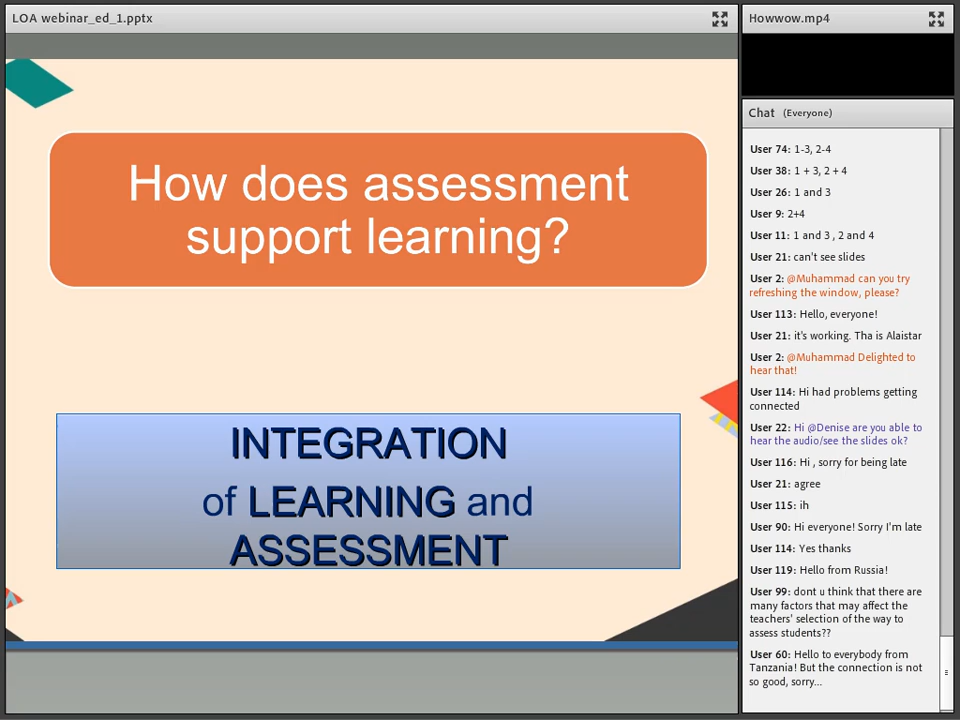 LOA webinar_ed_1.pptx
How does assessment
support learning?
INTEGRATION
of LEARNING and
ASSESSMENT
Howwow.mp4
Chat (Everyone)
User 74: 1-3, 2-4
User 38: 1 + 3, 2 + 4
User 26: 1 and 3
User 9: 2+4
User 11: 1 and 3 , 2 and 4
User 21: can't see slides
User 2: @Muhammad can you try
refreshing the window, please?
User 113: Hello, everyone!
User 21: it's working. Tha is Alaistar
User 2: @Muhammad Delighted to
hear that!
User 114: Hi had problems getting
connected
User 22: Hi @Denise are you able to
hear the audio/see the slides ok?
User 116: Hi , sorry for being late
User 21: agree
User 115: ih
User 90: Hi everyone! Sorry I'm late
User 114: Yes thanks
User 119: Hello from Russia!
User 99: dont u think that there are
many factors that may affect the
teachers' selection of the way to
assess students??
User 60: Hello to everybody from
Tanzania! But the connection is not
so good, sorry...